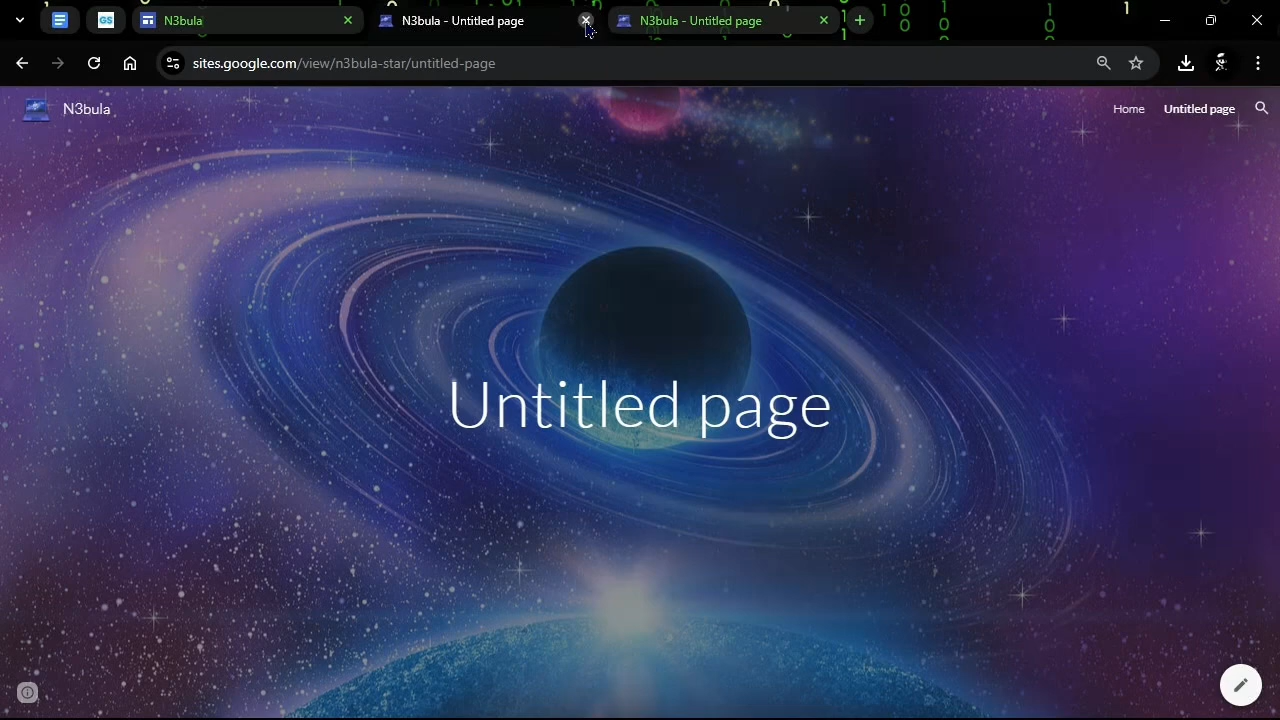 GS
N3bula
N3bula - Untitled page
N3bula - Untitled page
sites.google.com/view/n3bula-star/untitled-page
N3bula
Home
Untitled page
Untitled page